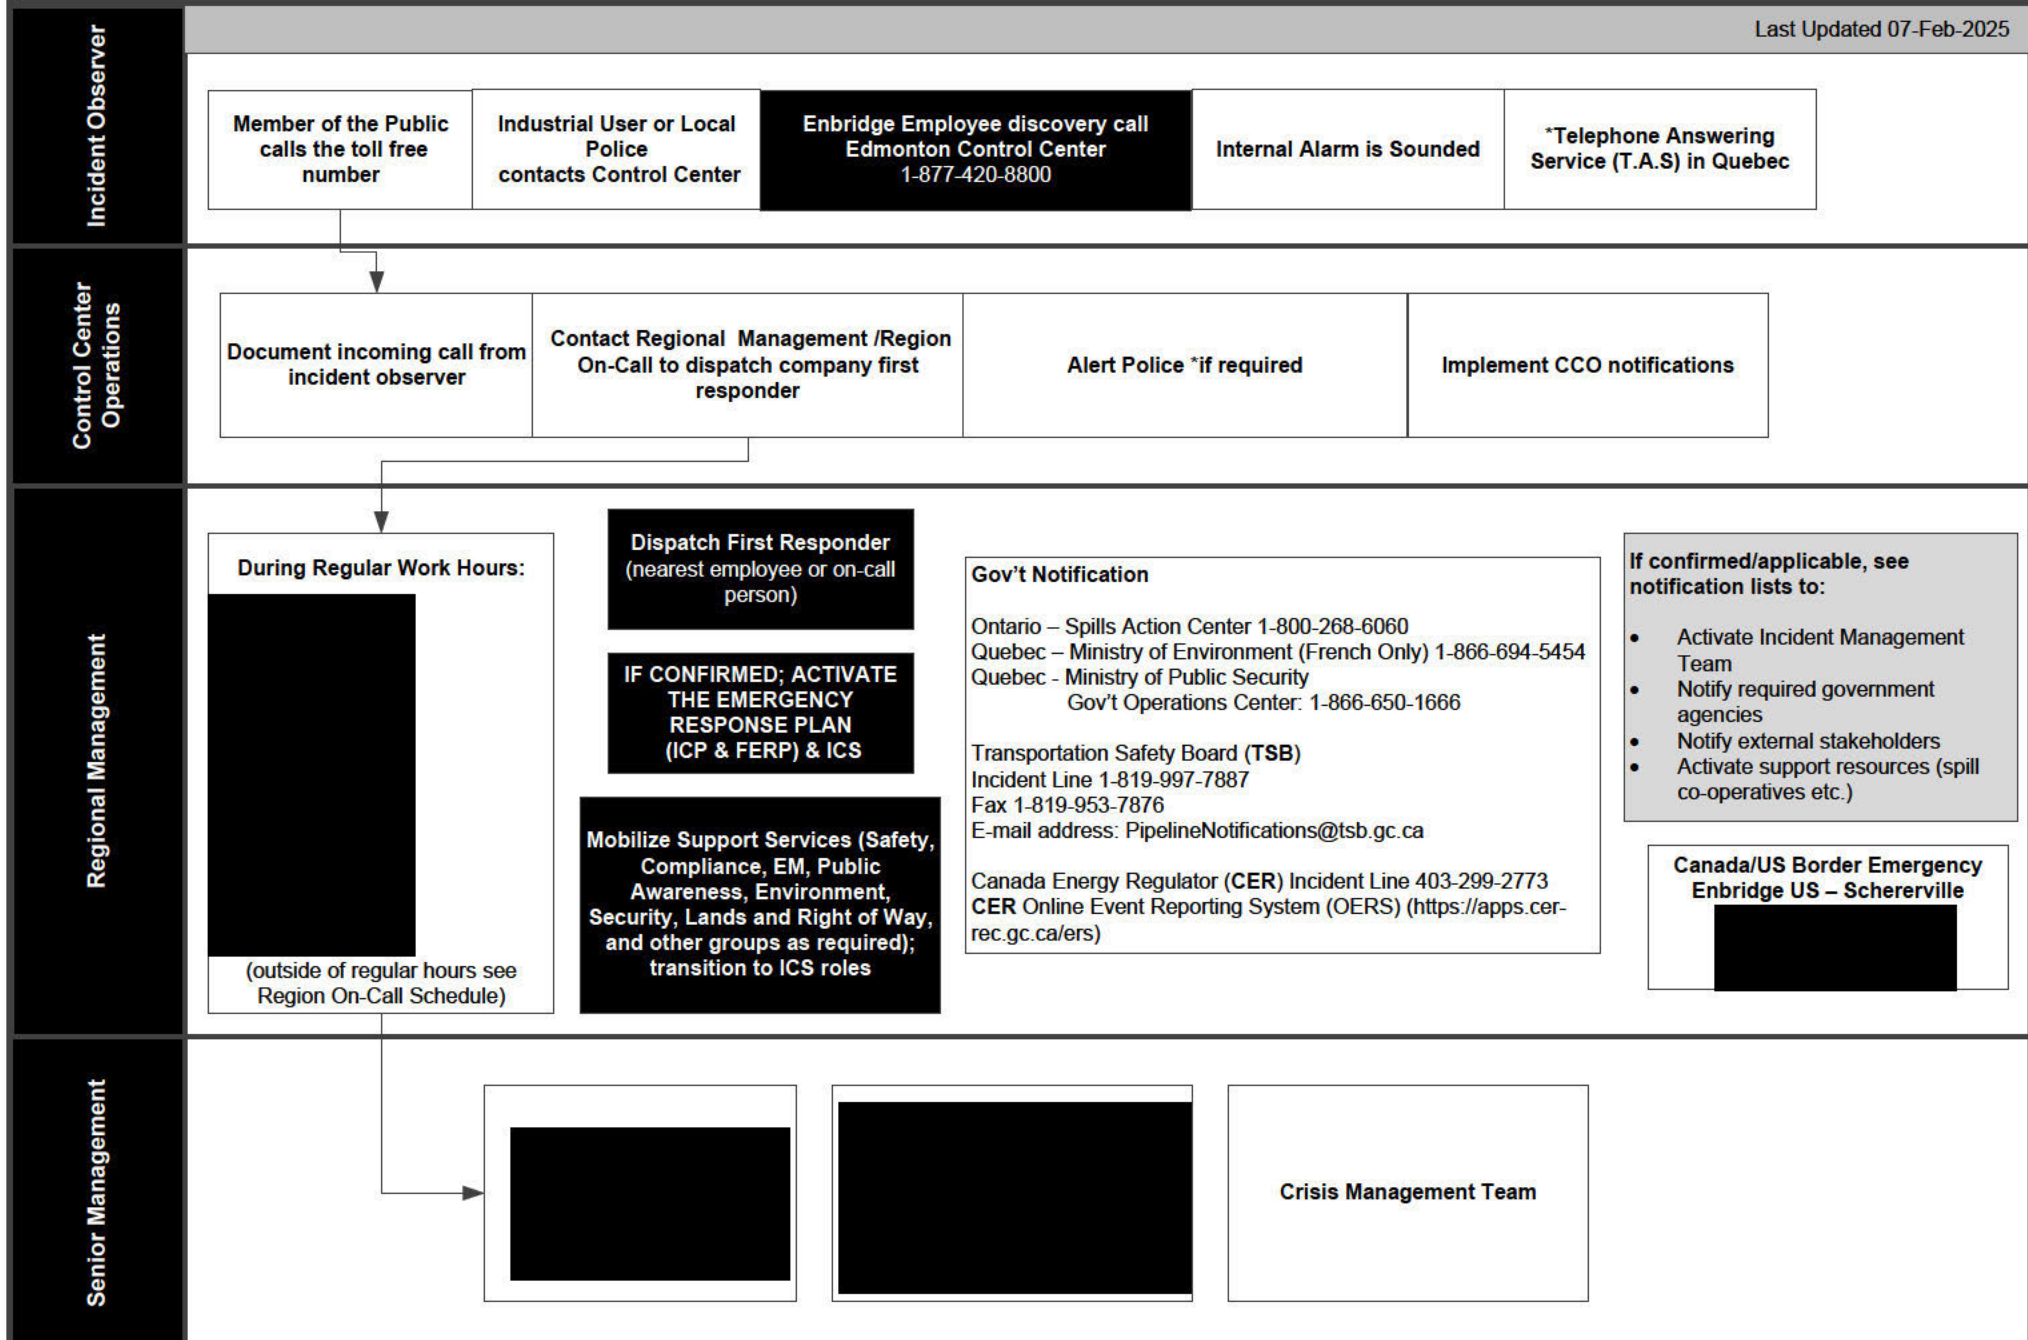 Last Updated 07-Feb-2025
Incident Observer
Member of the Public
calls the toll free
number
Industrial User or Local
Police
contacts Control Center
Enbridge Employee discovery call
Edmonton Control Center
1-877-420-8800
Internal Alarm is Sounded
*Telephone Answering
Service (T.A.S) in Quebec
Control Center
Operations
Document incoming call from
incident observer
Contact Regional Management /Region
On-Call to dispatch company first
responder
Alert Police *if required
Implement CCO notifications
Regional Management
During Regular Work Hours:
(outside of regular hours see
Region On-Call Schedule)
Dispatch First Responder
(nearest employee or on-call
person)
IF CONFIRMED; ACTIVATE
THE EMERGENCY
RESPONSE PLAN
(ICP & FERP) & ICS
Mobilize Support Services (Safety,
Compliance, EM, Public
Awareness, Environment,
Security, Lands and Right of Way,
and other groups as required);
transition to ICS roles
Gov't Notification
Ontario – Spills Action Center 1-800-268-6060
Quebec – Ministry of Environment (French Only) 1-866-694-5454
Quebec - Ministry of Public Security
Gov't Operations Center: 1-866-650-1666
Transportation Safety Board (TSB)
Incident Line 1-819-997-7887
Fax 1-819-953-7876
E-mail address: PipelineNotifications@tsb.gc.ca
Canada Energy Regulator (CER) Incident Line 403-299-2773
CER Online Event Reporting System (OERS) (https://apps.cer-
rec.gc.ca/ers)
If confirmed/applicable, see
notification lists to:
• Activate Incident Management
Team
• Notify required government
agencies
• Notify external stakeholders
• Activate support resources (spill
co-operatives etc.)
Canada/US Border Emergency
Enbridge US – Schererville
Senior Management
Crisis Management Team